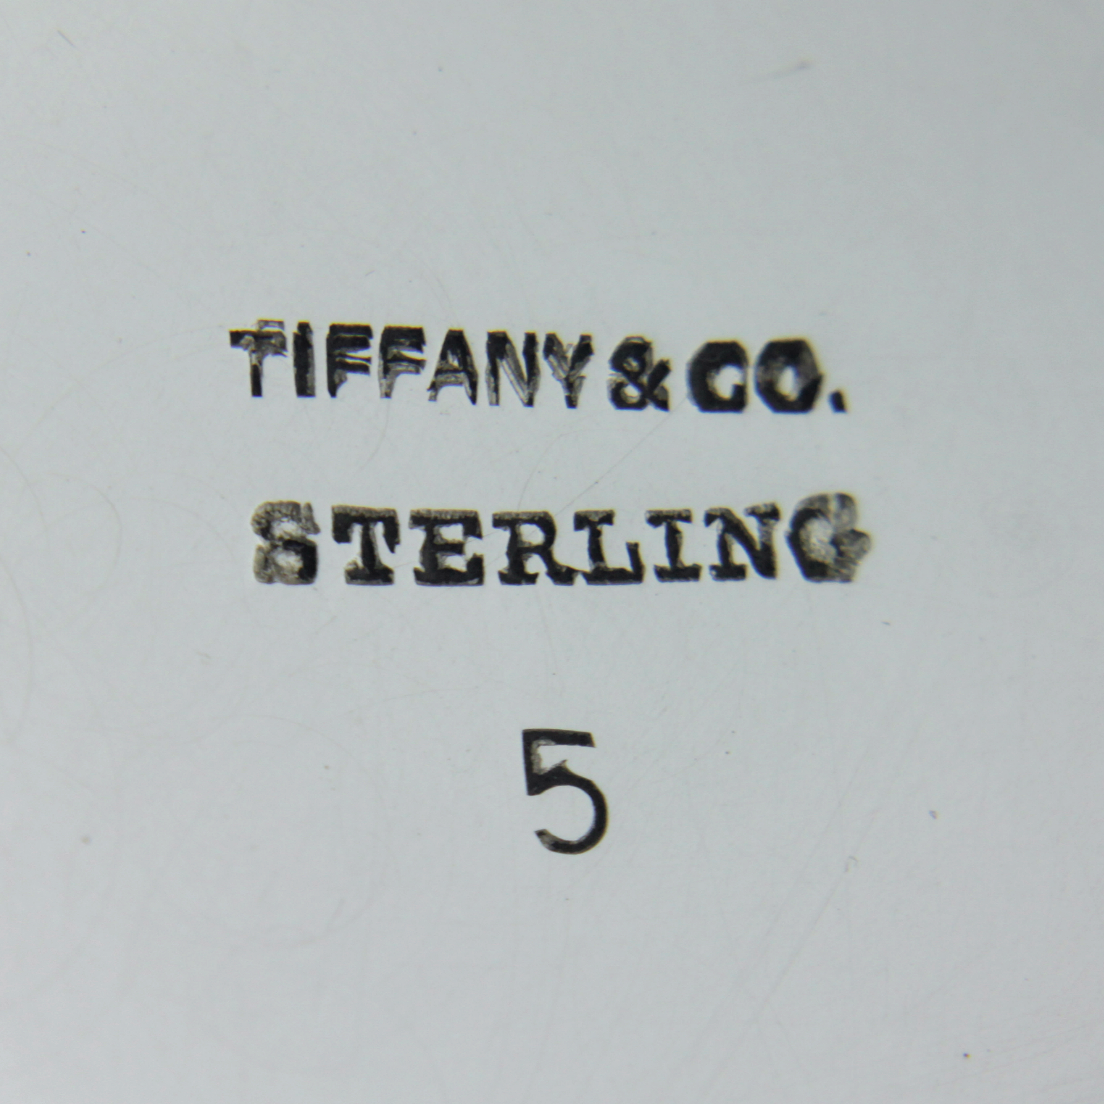 TIFFANY & CO.
STERLING
5